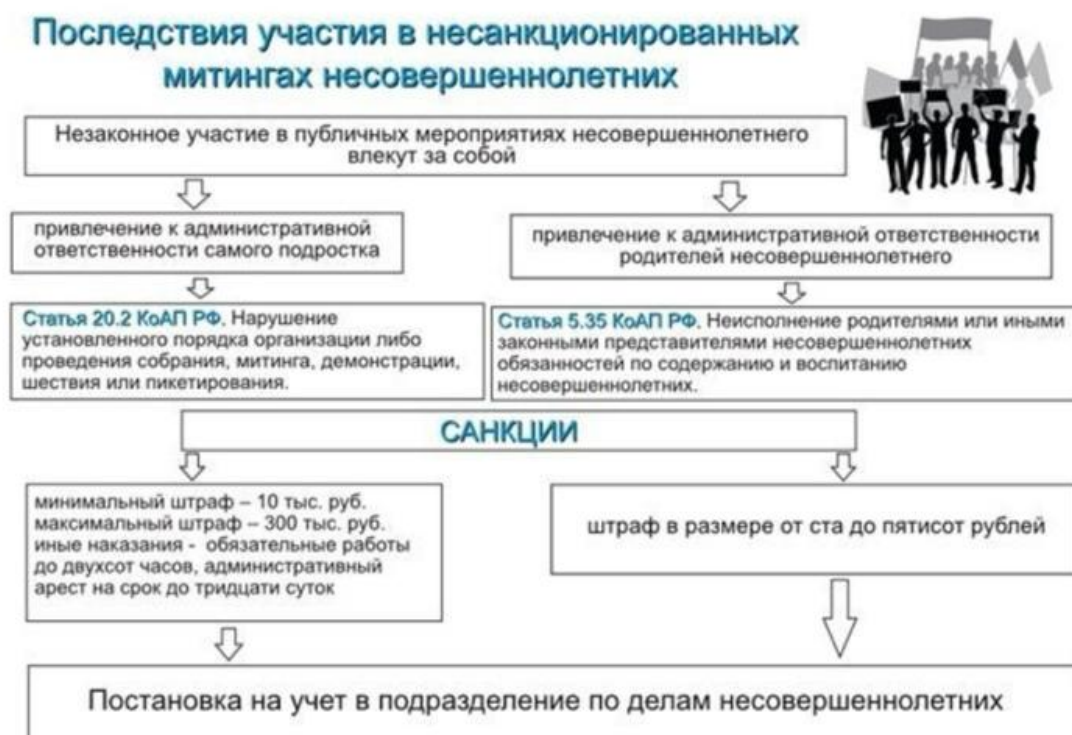 Последствия участия в несанкционированных
митингах несовершеннолетних
Незаконное участие в публичных мероприятиях несовершеннолетнего
влекут за собой
привлечение к административной
ответственности самого подростка
привлечение к административной ответственности
родителей несовершеннолетнего
Статья 20.2 КоАП РФ. Нарушение
установленного порядка организации либо
проведения собрания, митинга, демонстрации,
шествия или пикетирования.
Статья 5.35 КоАП РФ. Неисполнение родителями или иными
законными представителями несовершеннолетних
обязанностей по содержанию и воспитанию
несовершеннолетних.
САНКЦИИ
минимальный штраф – 10 тыс. руб.
максимальный штраф – 300 тыс. руб.
иные наказания - обязательные работы
до двухсот часов, административный
арест на срок до тридцати суток
штраф в размере от ста до пятисот рублей
Постановка на учет в подразделение по делам несовершеннолетних